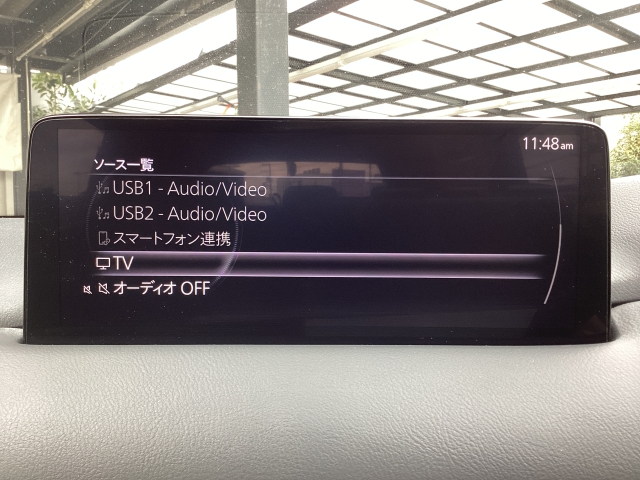 11:48am
ソース一覧
USB1 - Audio/Video
USB2 - Audio/Video
スマートフォン連携
TV
オーディオ OFF